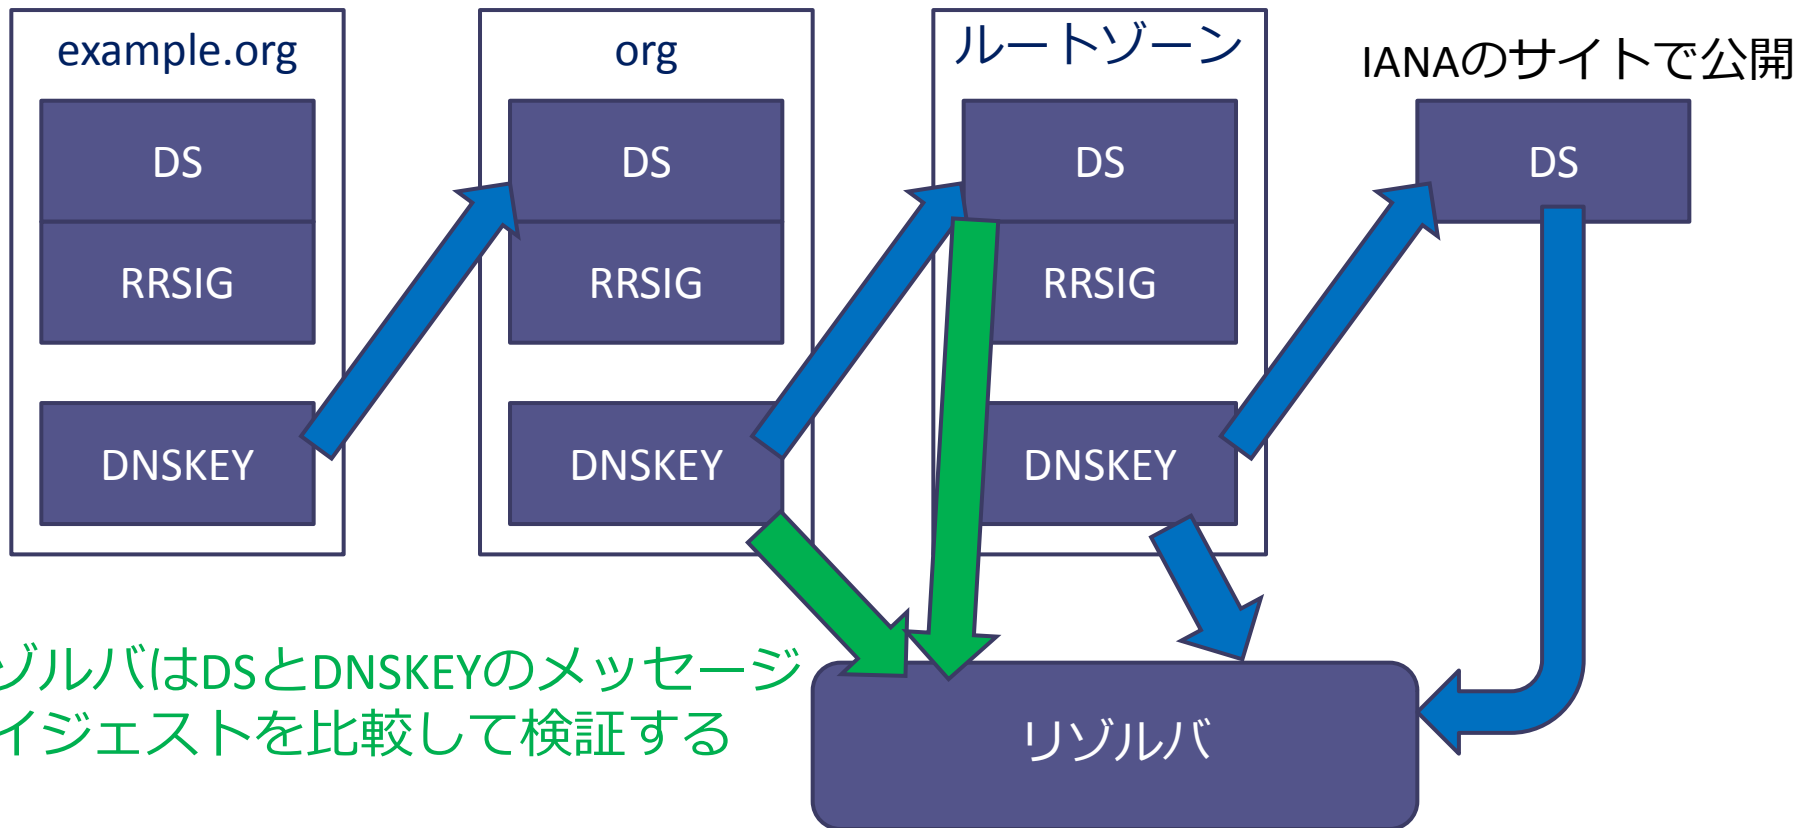 example.org
DS
RRSIG
DNSKEY
org
DS
RRSIG
DNSKEY
ルートゾーン
DS
RRSIG
DNSKEY
IANAのサイトで公開
DS
ゾルバはDSとDNSKEYのメッセージ
イジェストを比較して検証する
リゾルバ